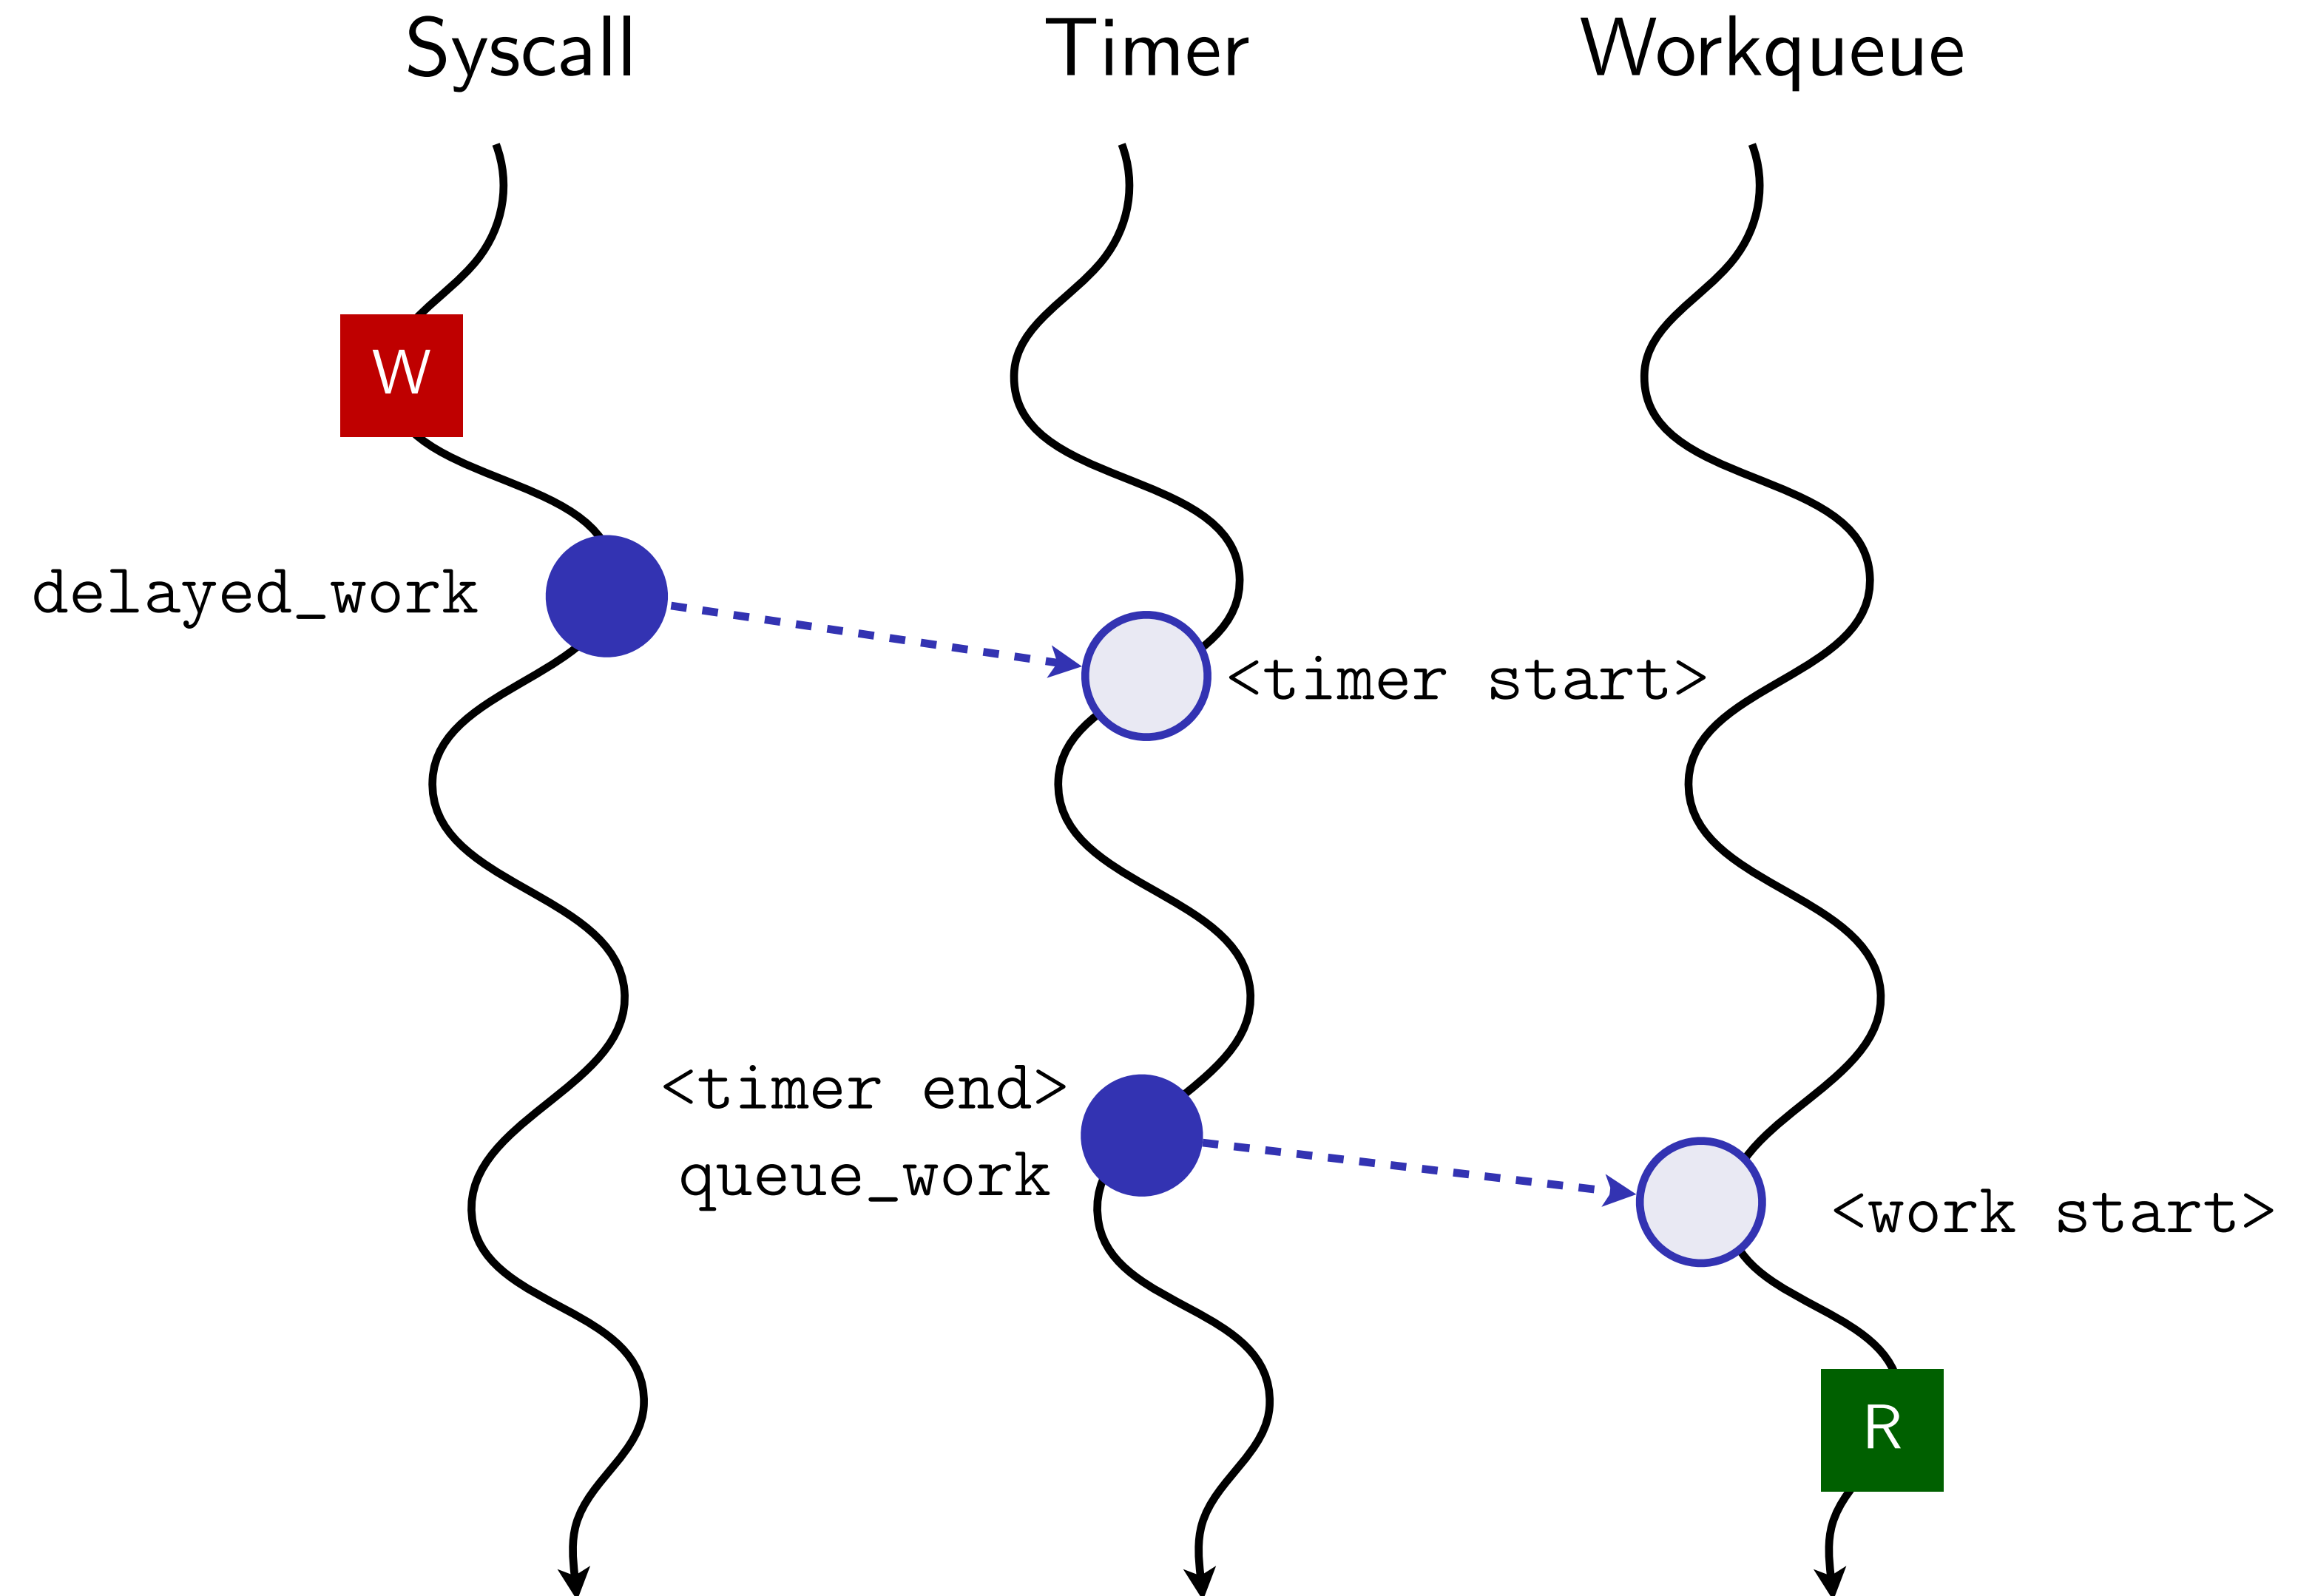 Syscall Timer Workqueue
W
delayed_work
<timer start>
<timer end>
queue_work
<work start>
R